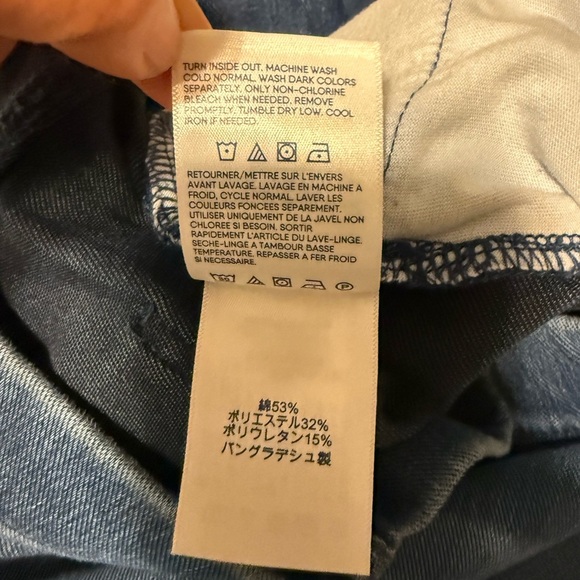 TURN INSIDE OUT. MACHINE WASH
COLD NORMAL. WASH DARK COLORS
SEPARATELY. ONLY NON-CHLORINE
BLEACH WHEN NEEDED. REMOVE
PROMPTLY. TUMBLE DRY LOW. COOL
IRON IF NEEDED.
RETOURNER/METTRE SUR L'ENVERS
AVANT LAVAGE. LAVAGE EN MACHINE À
FROID, CYCLE NORMAL. LAVER LES
COULEURS FONCEES SEPAREMENT.
UTILISER UNIQUEMENT DE LA JAVEL NON
CHLOREE SI BESOIN. SORTIR
RAPIDEMENT L'ARTICLE DU LAVE-LINGE.
SECHE-LINGE A TAMBOUR BASSE
TEMPERATURE. REPASSER A FER FROID
SI NECESSAIRE.
30 P
綿53%
ポリエステル32%
ポリウレタン15%
バングラデシュ製